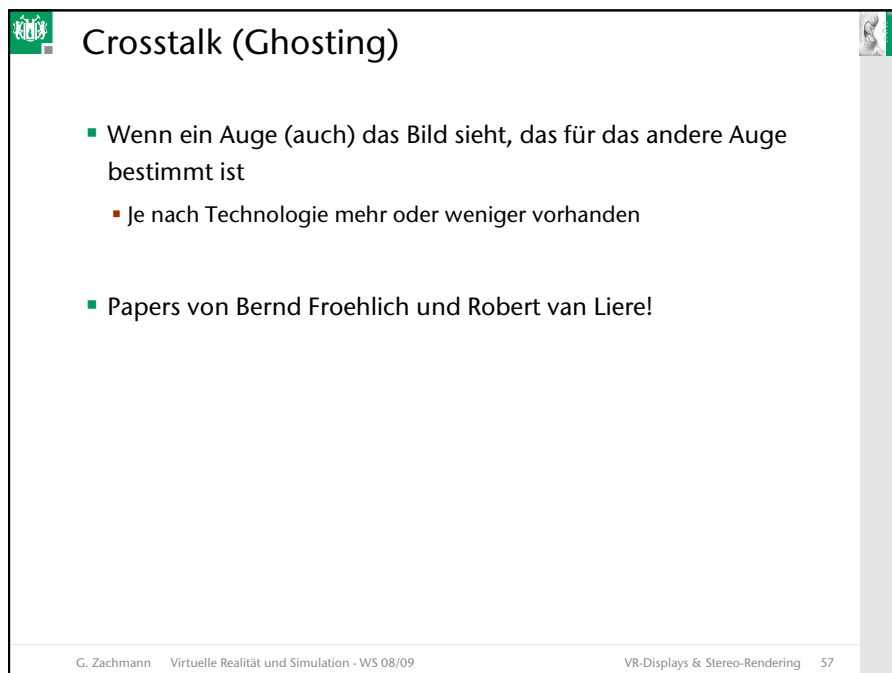 Crosstalk (Ghosting)
Wenn ein Auge (auch) das Bild sieht, das für das andere Auge
bestimmt ist
Je nach Technologie mehr oder weniger vorhanden
Papers von Bernd Froehlich und Robert van Liere!
G. Zachmann Virtuelle Realität und Simulation - WS 08/09 VR-Displays & Stereo-Rendering 57